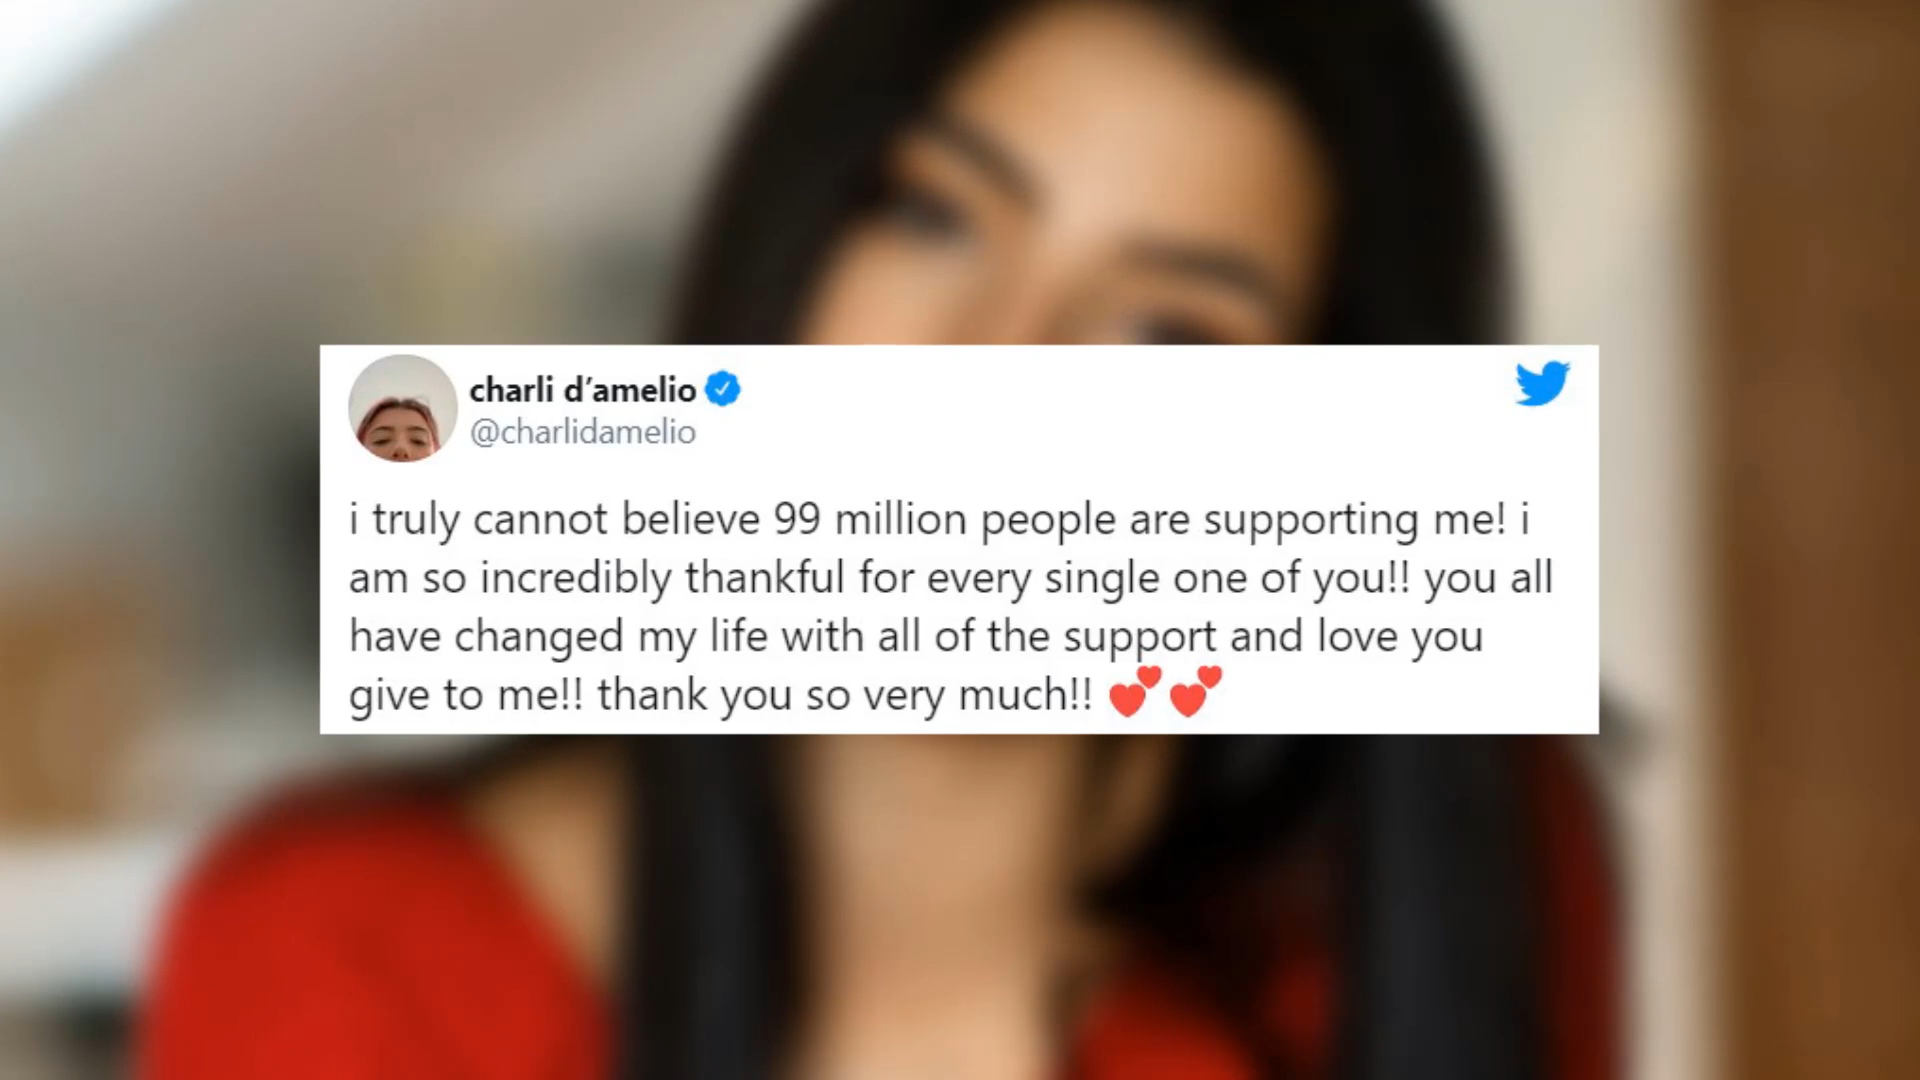 charli d’amelio
@charlidamelio
i truly cannot believe 99 million people are supporting me! i
am so incredibly thankful for every single one of you!! you all
have changed my life with all of the support and love you
give to me!! thank you so very much!! 💕💕